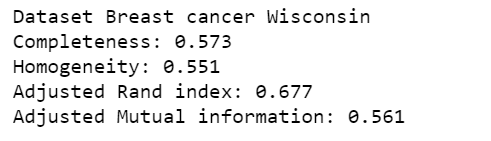 Dataset Breast cancer Wisconsin
Completeness: 0.573
Homogeneity: 0.551
Adjusted Rand index: 0.677
Adjusted Mutual information: 0.561